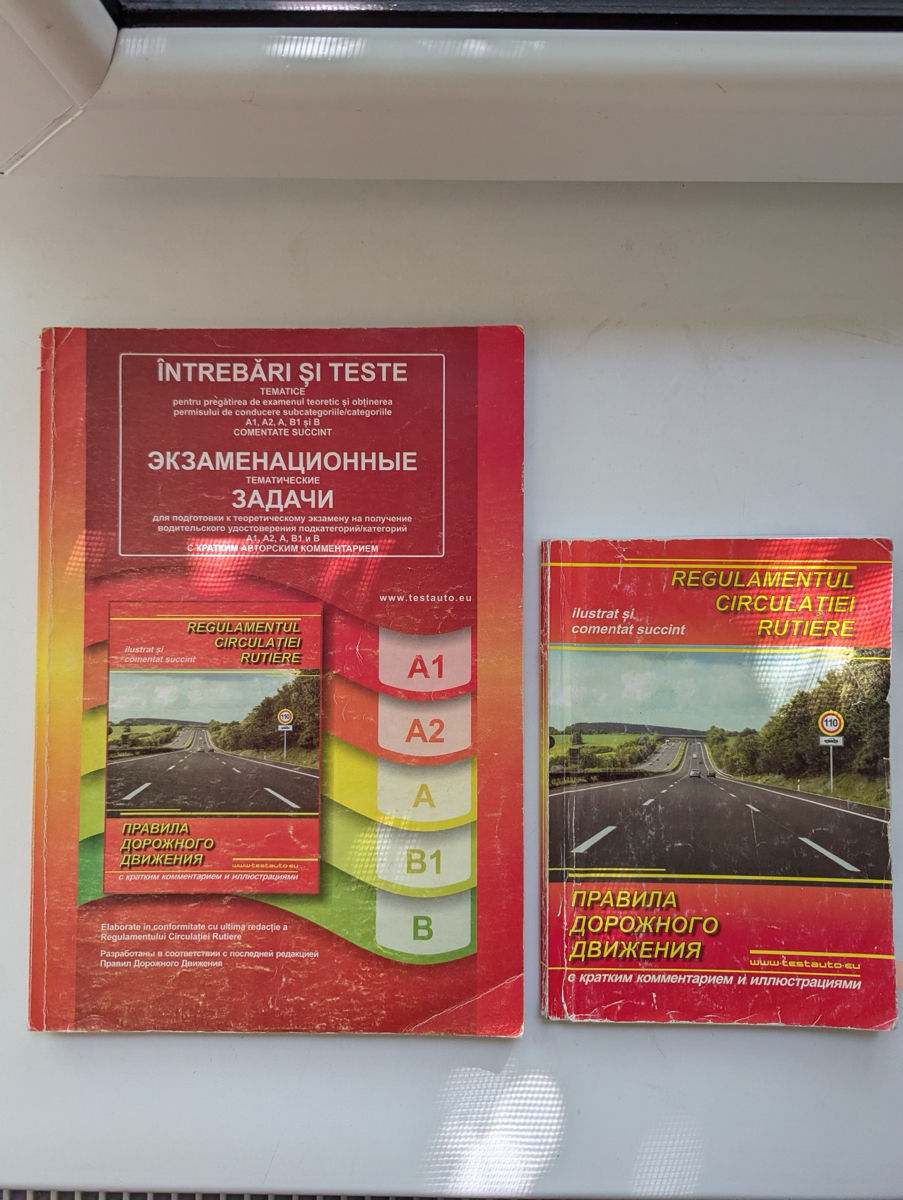 ÎNTREBĂRI ȘI TESTE
TEMATICE
pentru pregătirea de examenul teoretic și obținerea
permisului de conducere subcategoriile/categoriile
A1, A2, A, B1 și B
COMENTATE SUCCINT
ЭКЗАМЕНАЦИОННЫЕ
ТЕМАТИЧЕСКИЕ
ЗАДАЧИ
для подготовки к теоретическому экзамену на получение
водительского удостоверения подкатегорий/категорий
A1, A2, A, B1 и B
С КРАТКИМ АВТОРСКИМ КОММЕНТАРИЕМ
www.testauto.eu
REGULAMENTUL
CIRCULAȚIEI
RUTIERE
ilustrat și
comentat succint
110
ПРАВИЛА
ДОРОЖНОГО
ДВИЖЕНИЯ
www.testauto.eu
с кратким комментарием и иллюстрациями
A1
A2
A
B1
B
Elaborate în conformitate cu ultima redacție a
Regulamentului Circulației Rutiere
Разработаны в соответствии с последней редакцией
Правил Дорожного Движения
REGULAMENTUL
CIRCULAȚIEI
RUTIERE
ilustrat și
comentat succint
110
ПРАВИЛА
ДОРОЖНОГО
ДВИЖЕНИЯ
www.testauto.eu
с кратким комментарием и иллюстрациями